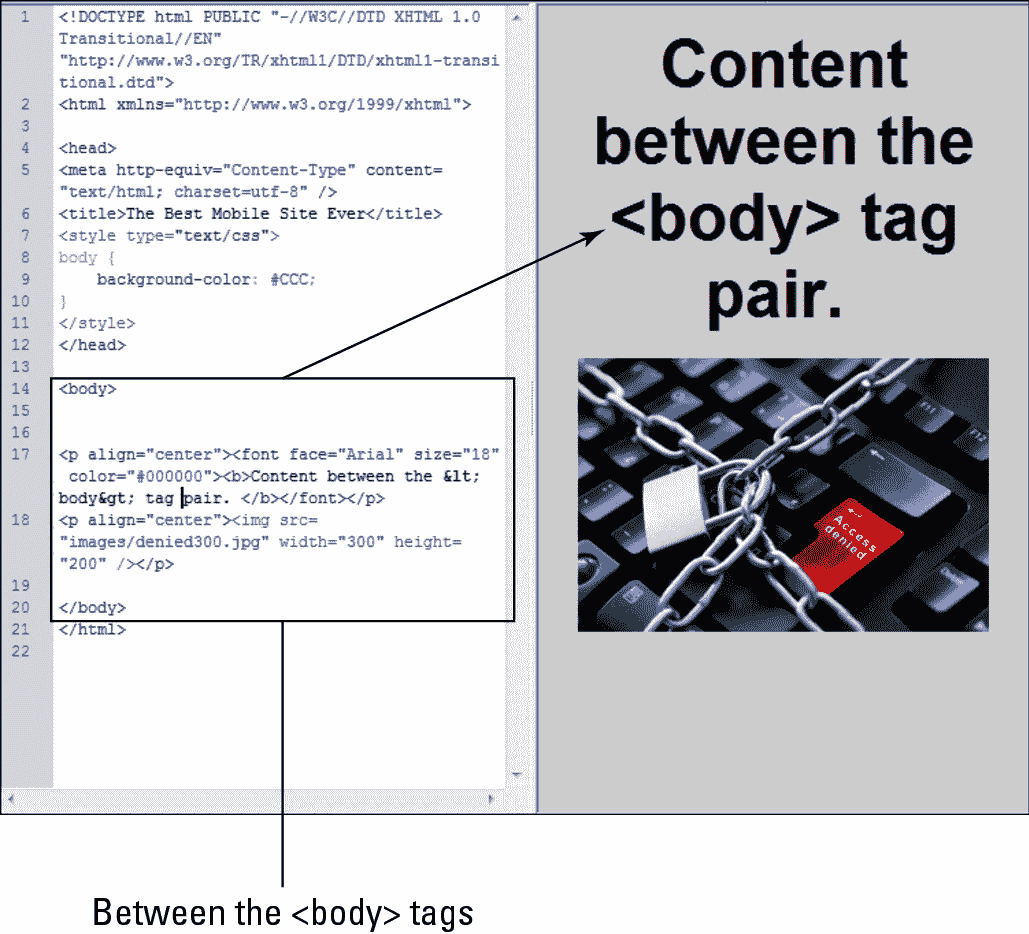 1 <!DOCTYPE html PUBLIC "-//W3C//DTD XHTML 1.0
Transitional//EN"
"http://www.w3.org/TR/xhtml1/DTD/xhtml1-transi
tional.dtd">
2 <html xmlns="http://www.w3.org/1999/xhtml">
3
4 <head>
5 <meta http-equiv="Content-Type" content=
"text/html; charset=utf-8" />
6 <title>The Best Mobile Site Ever</title>
7 <style type="text/css">
8 body {
9 background-color: #CCC;
10 }
11 </style>
12 </head>
13
14 <body>
15
16
17 <p align="center"><font face="Arial" size="18"
color="#000000"><b>Content between the &lt;
body&gt; tag pair. </b></font></p>
18 <p align="center"><img src=
"images/denied300.jpg" width="300" height=
"200" /></p>
19
20 </body>
21 </html>
22
Content
between the
<body> tag
pair.
F11
F12
Access
denied
Between the <body> tags